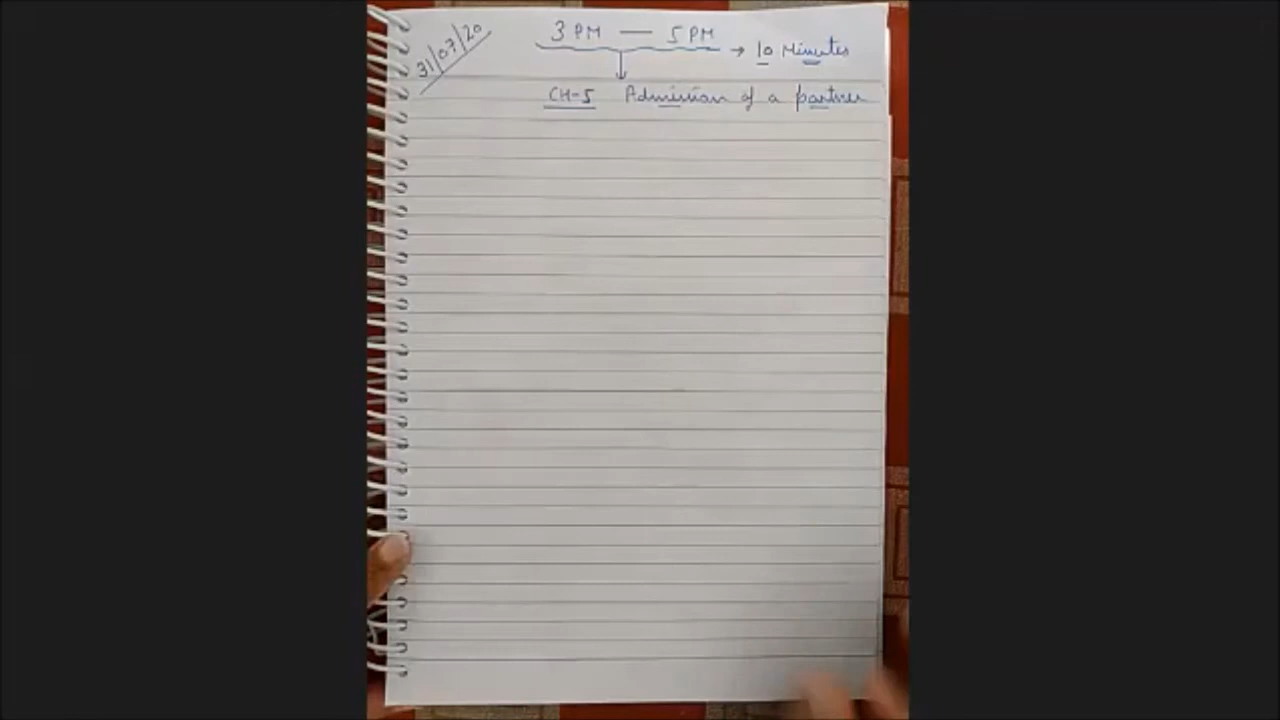 31/07/20
3 PM — 5 PM → 10 Minutes
CH-5 Admission of a partner